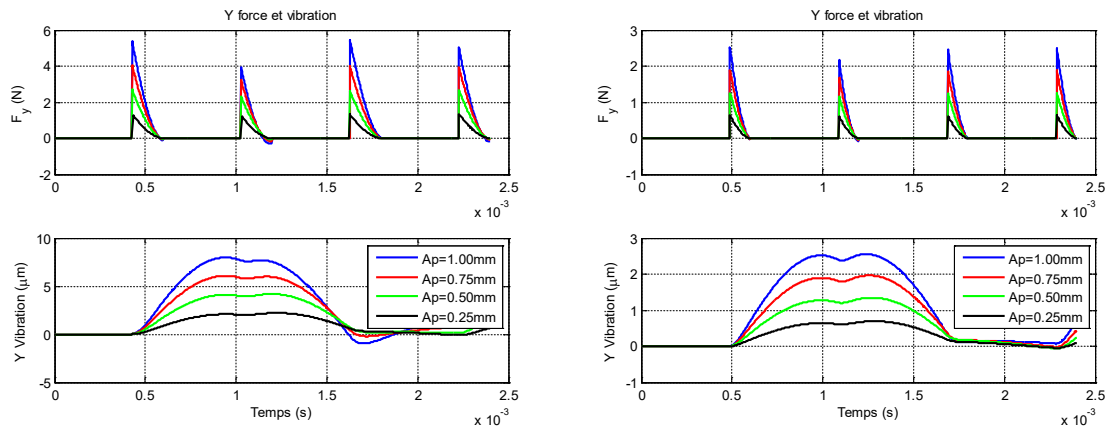 Y force et vibration
6
4
2
0
-2
F_y (N)
0 0.5 1 1.5 2 2.5
x 10^-3
10
5
0
-5
Y Vibration (μm)
Ap=1.00mm
Ap=0.75mm
Ap=0.50mm
Ap=0.25mm
0 0.5 1 1.5 2 2.5
Temps (s)
x 10^-3
Y force et vibration
3
2
1
0
-1
F_y (N)
0 0.5 1 1.5 2 2.5
x 10^-3
3
2
1
0
-1
Y Vibration (μm)
Ap=1.00mm
Ap=0.75mm
Ap=0.50mm
Ap=0.25mm
0 0.5 1 1.5 2 2.5
Temps (s)
x 10^-3